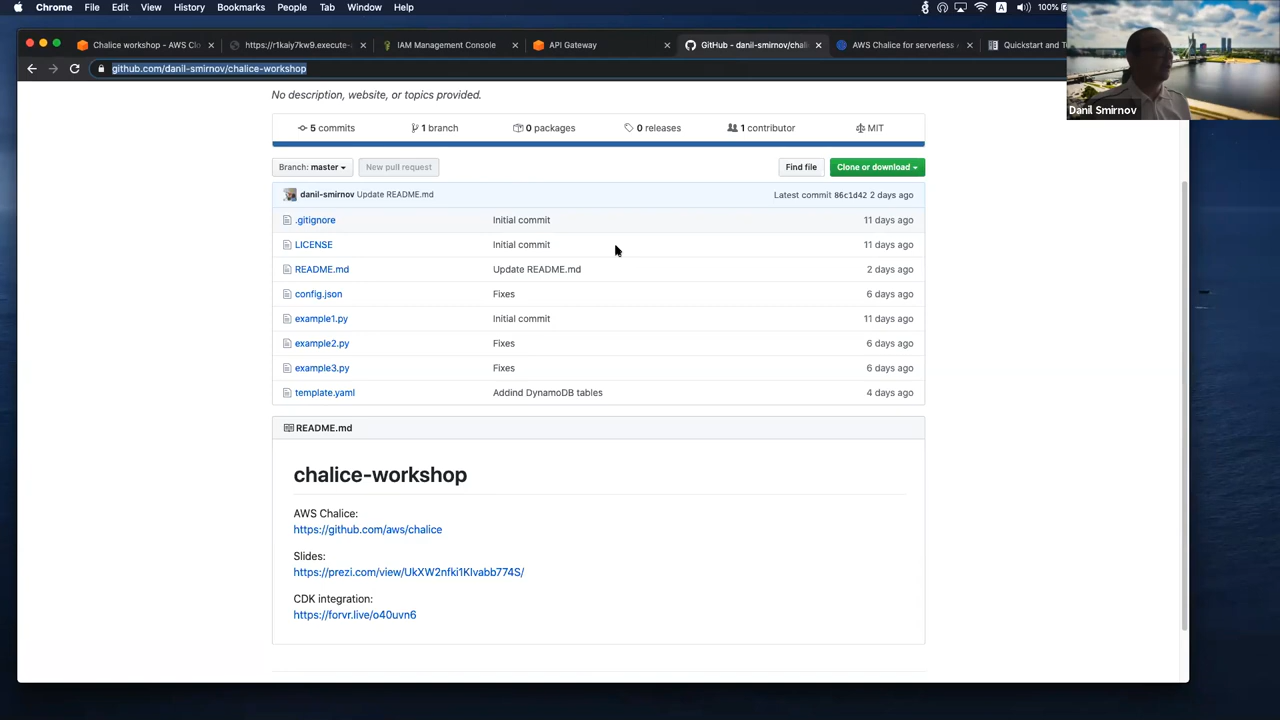 Chrome File Edit View History Bookmarks People Tab Window Help A 100%
Chalice workshop - AWS Clo https://r1kaiy7kw9.execute- IAM Management Console API Gateway GitHub - danil-smirnov/chali AWS Chalice for serverless Quickstart and T
github.com/danil-smirnov/chalice-workshop
Danil Smirnov
No description, website, or topics provided.
5 commits 1 branch 0 packages 0 releases 1 contributor MIT
Branch: master New pull request Find file Clone or download
danil-smirnov Update README.md Latest commit 86c1d42 2 days ago
.gitignore Initial commit 11 days ago
LICENSE Initial commit 11 days ago
README.md Update README.md 2 days ago
config.json Fixes 6 days ago
example1.py Initial commit 11 days ago
example2.py Fixes 6 days ago
example3.py Fixes 6 days ago
template.yaml Addind DynamoDB tables 4 days ago
README.md
chalice-workshop
AWS Chalice:
https://github.com/aws/chalice
Slides:
https://prezi.com/view/UkXW2nfki1KIvabb774S/
CDK integration:
https://forvr.live/o40uvn6